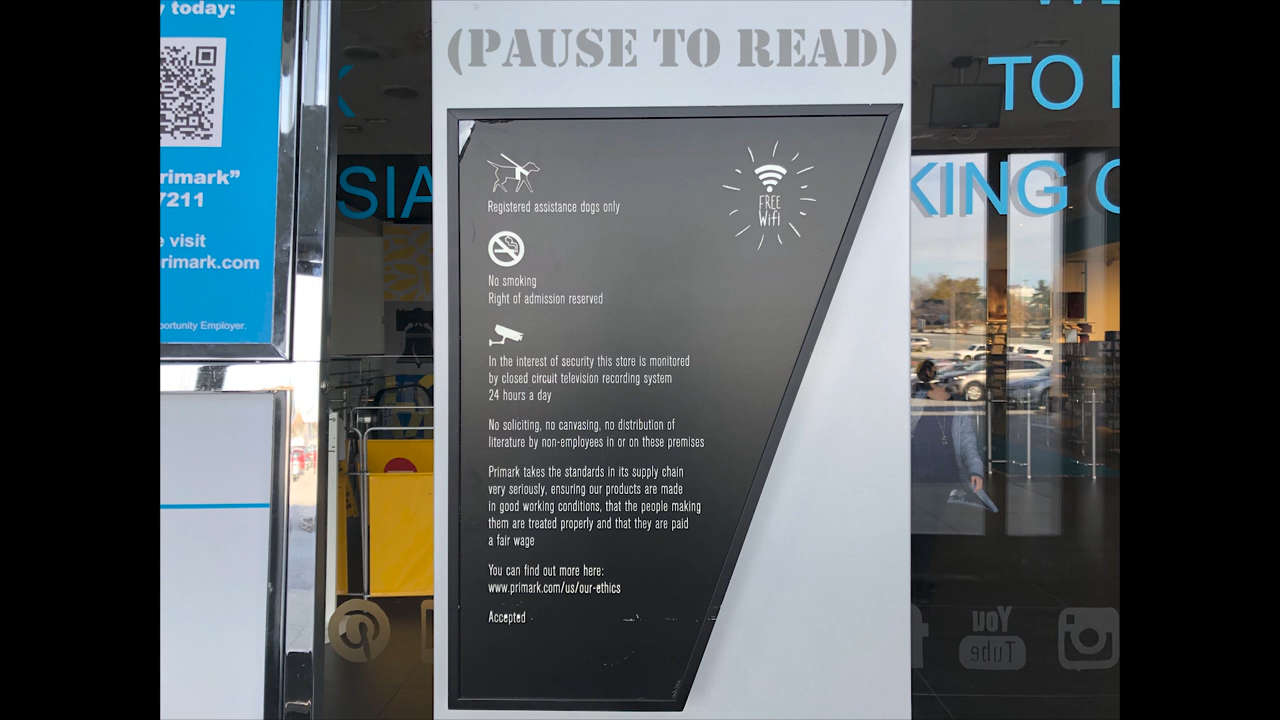 y today:
rimark”
7211
e visit
rimark.com
ortunity Employer.
(PAUSE TO READ)
Registered assistance dogs only
FREE
Wifi
No smoking
Right of admission reserved
In the interest of security this store is monitored
by closed circuit television recording system
24 hours a day
No soliciting, no canvasing, no distribution of
literature by non-employees in or on these premises
Primark takes the standards in its supply chain
very seriously, ensuring our products are made
in good working conditions, that the people making
them are treated properly and that they are paid
a fair wage
You can find out more here:
www.primark.com/us/our-ethics
Accepted
SIA
TO
KING
You
Tube